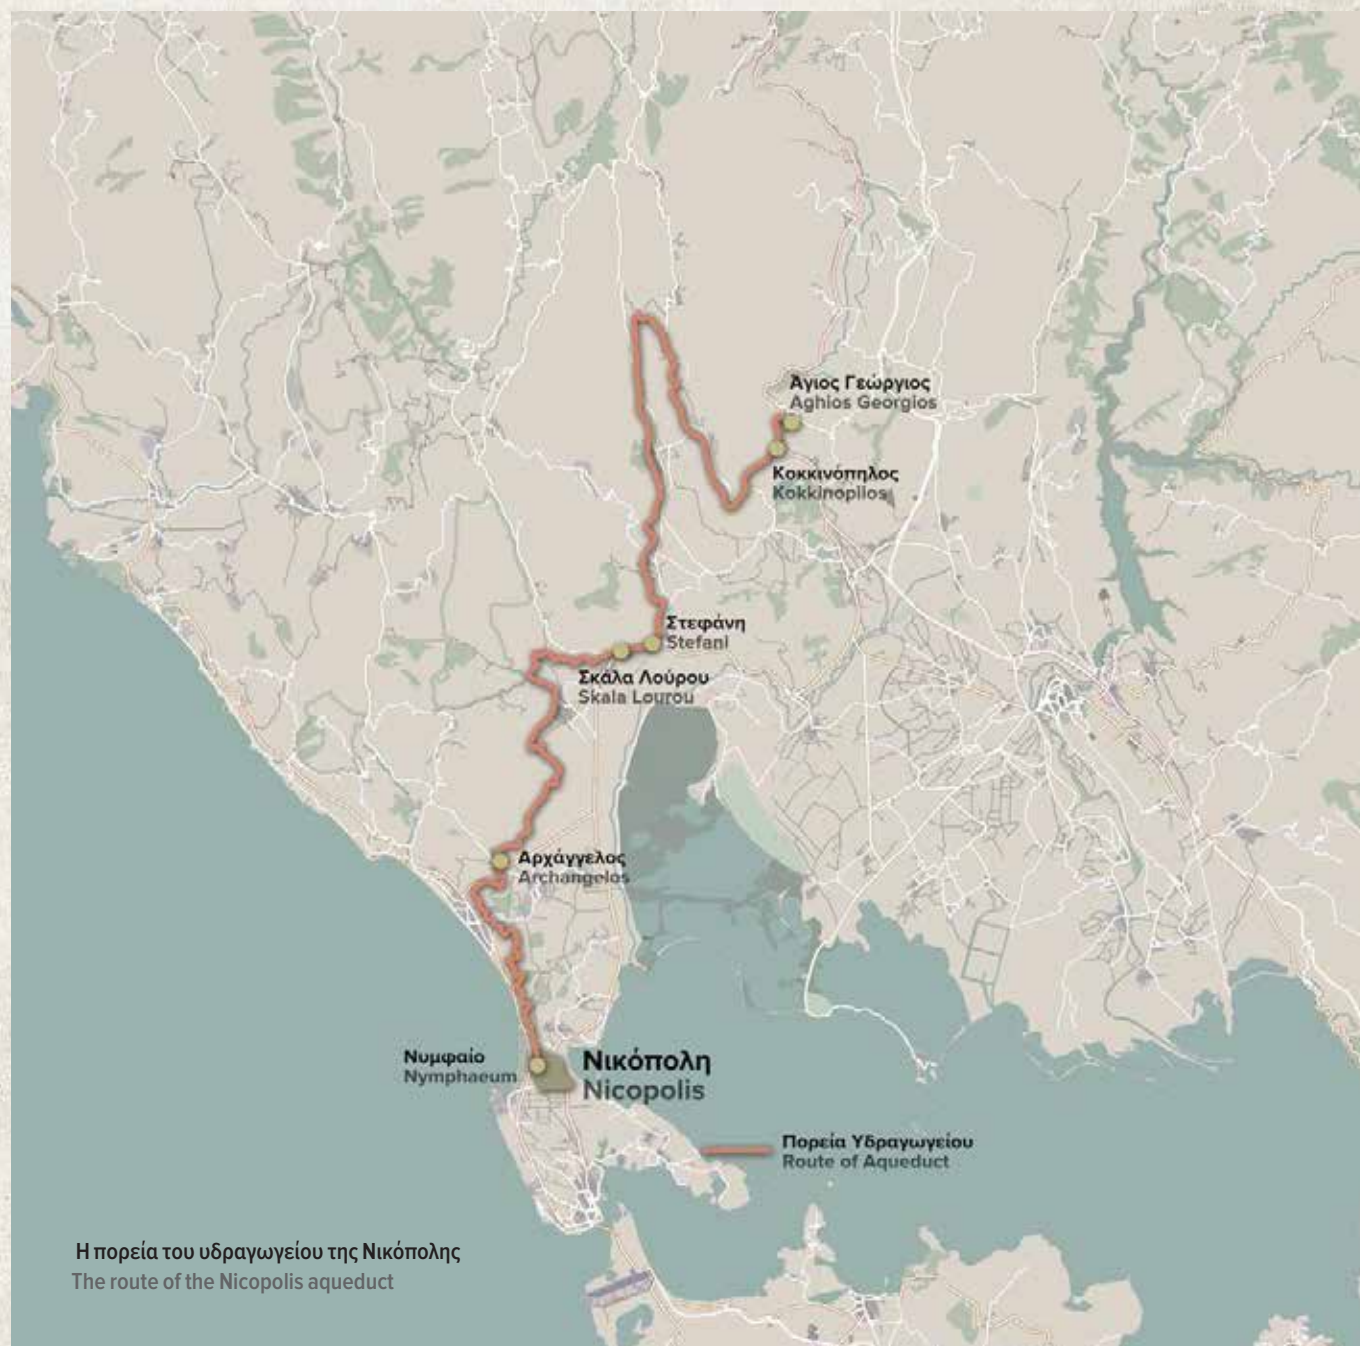 Άγιος Γεώργιος
Aghios Georgios
Κοκκινόπηλος
Kokkinopilos
Στεφάνη
Stefani
Σκάλα Λούρου
Skala Lourou
Αρχάγγελος
Archangelos
Νυμφαίο
Nymphaeum
Νικόπολη
Nicopolis
Πορεία Υδραγωγείου
Route of Aqueduct
Η πορεία του υδραγωγείου της Νικόπολης
The route of the Nicopolis aqueduct